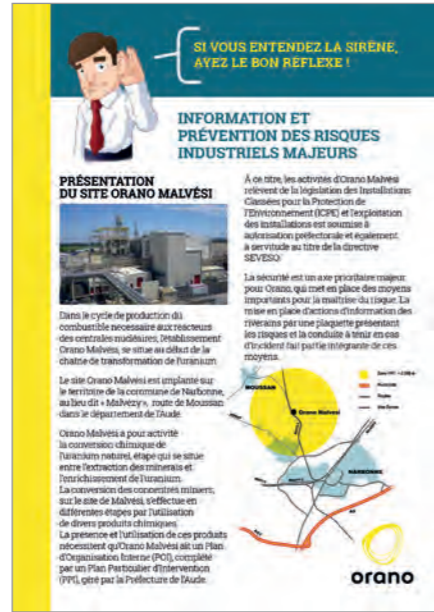 SI VOUS ENTENDEZ LA SIRÈNE,
AYEZ LE BON RÉFLEXE !
INFORMATION ET
PRÉVENTION DES RISQUES
INDUSTRIELS MAJEURS
PRÉSENTATION
DU SITE ORANO MALVÉSI
Dans le cycle de production du
combustible nécessaire aux réacteurs
des centrales nucléaires, l'établissement
Orano Malvési, se situe au début de la
chaîne de transformation de l'uranium.
Le site Orano Malvési est implanté sur
le territoire de la commune de Narbonne,
au lieu dit « Malvézy », route de Moussan
dans le département de l'Aude.
Orano Malvési a pour activité
la conversion chimique de
l'uranium naturel, étape qui se situe
entre l'extraction des minerais et
l'enrichissement de l'uranium.
La conversion des concentrés miniers,
sur le site de Malvési, s'effectue en
différentes étapes par l'utilisation
de divers produits chimiques.
La présence et l'utilisation de ces produits
nécessitent qu'Orano Malvési ait un Plan
d'Organisation Interne (POI), complété
par un Plan Particulier d'Intervention
(PPI), géré par la Préfecture de l'Aude.
À ce titre, les activités d'Orano Malvési
relèvent de la législation des Installations
Classées pour la Protection de
l'Environnement (ICPE) et l'exploitation
des installations est soumise à
autorisation préfectorale et également
à servitude au titre de la directive
SEVESO.
La sécurité est un axe prioritaire majeur
pour Orano, qui met en place des moyens
importants pour la maîtrise du risque. La
mise en place d'actions d'information des
riverains par une plaquette présentant
les risques et la conduite à tenir en cas
d'incident fait partie intégrante de ces
moyens.
MOUSSAN
Orano Malvési
NARBONNE
orano